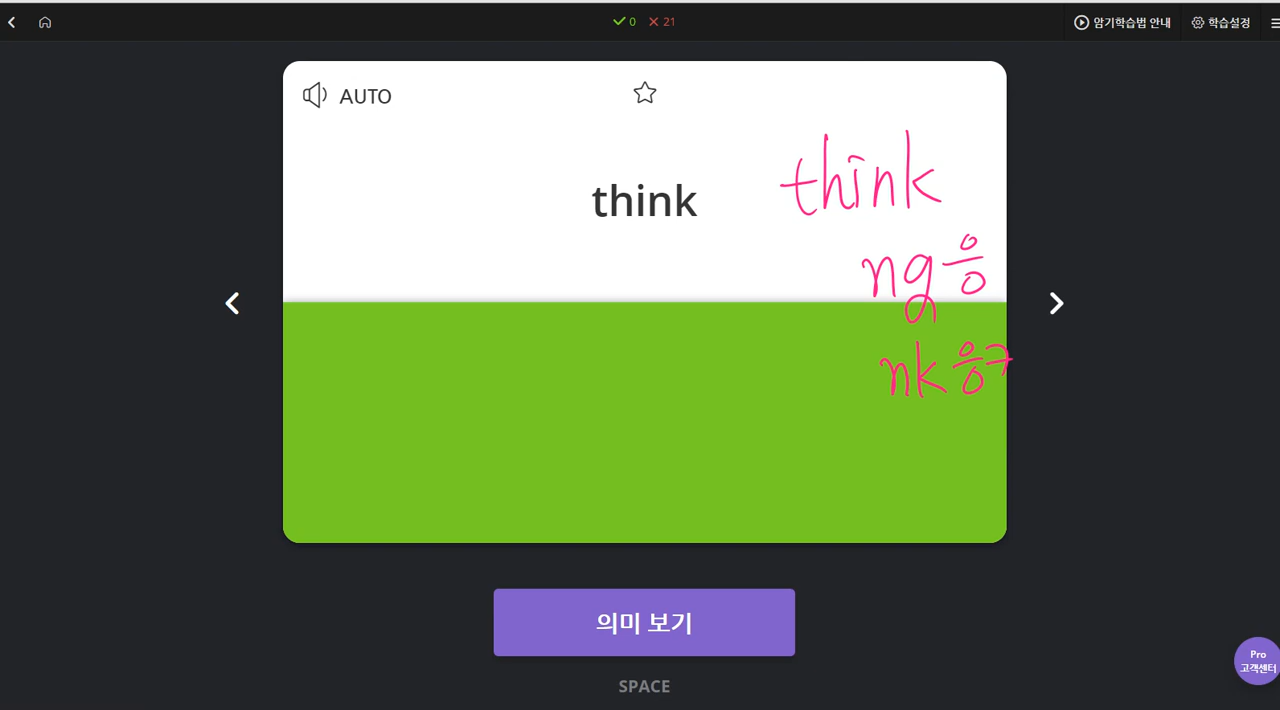 0 21 암기학습법 안내 학습설정
AUTO
think
think
ng 응
nk 응ㅋ
의미 보기
SPACE
Pro
고객센터